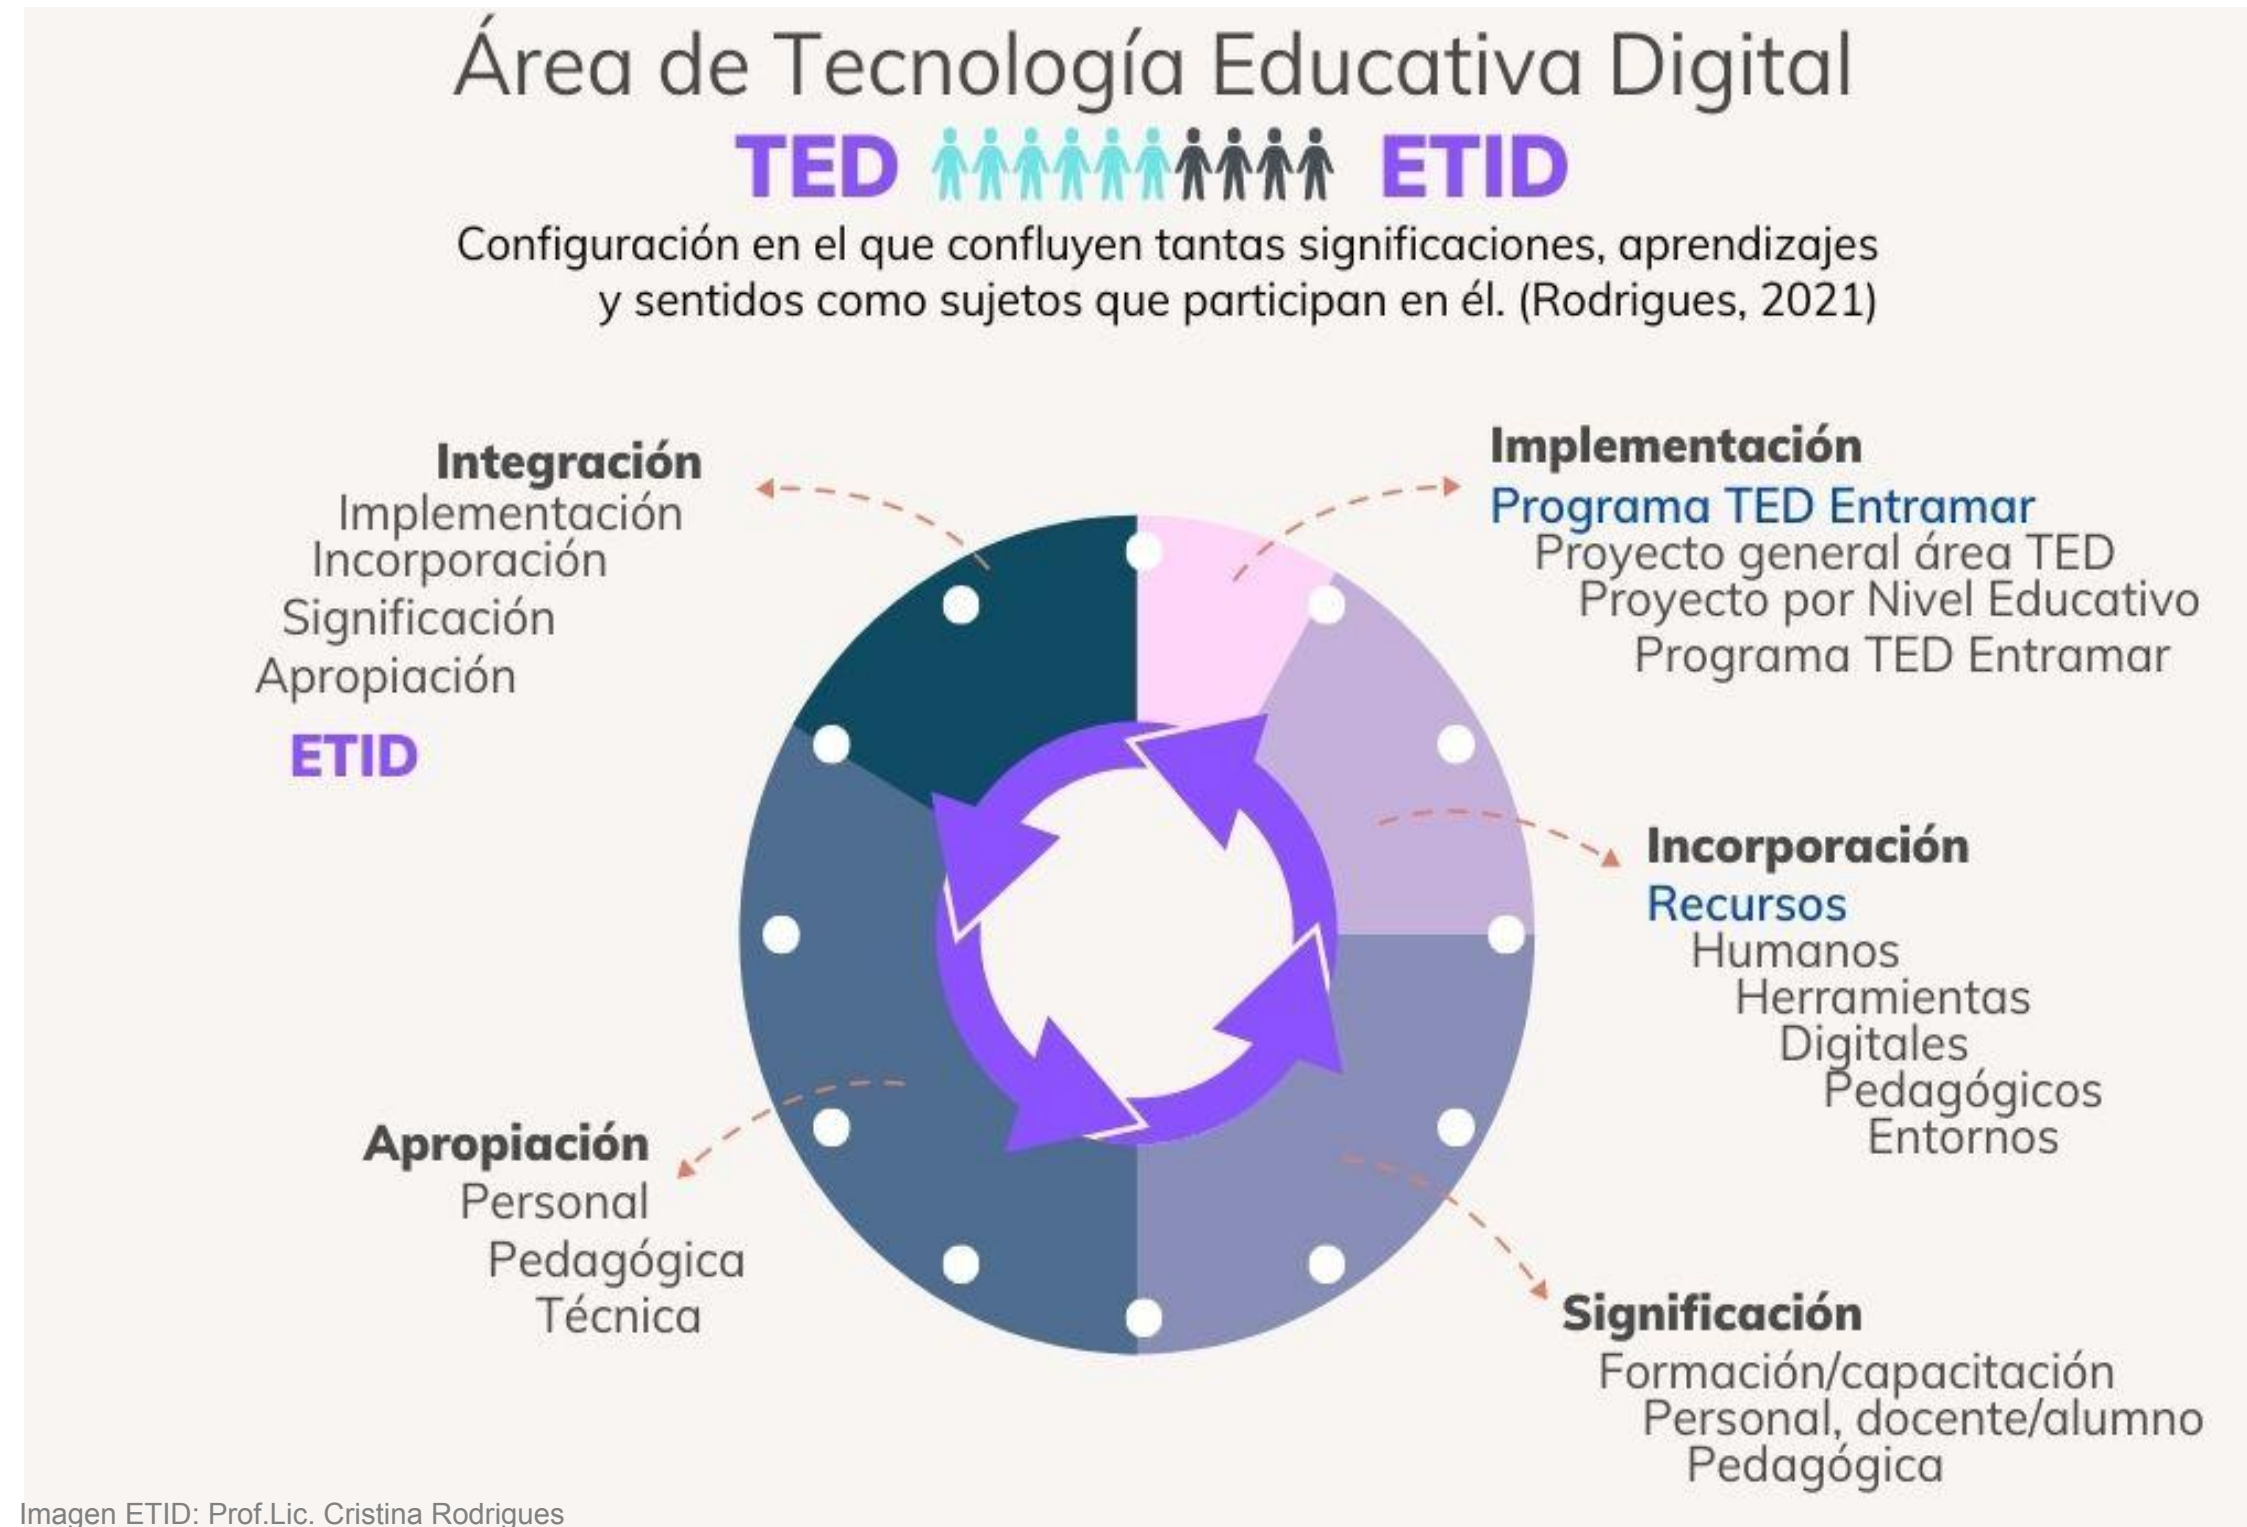 Área de Tecnología Educativa Digital
TED ETID
Configuración en el que confluyen tantas significaciones, aprendizajes
y sentidos como sujetos que participan en él. (Rodrigues, 2021)
Integración
Implementación
Incorporación
Significación
Apropiación
ETID
Implementación
Programa TED Entramar
Proyecto general área TED
Proyecto por Nivel Educativo
Programa TED Entramar
Incorporación
Recursos
Humanos
Herramientas
Digitales
Pedagógicos
Entornos
Apropiación
Personal
Pedagógica
Técnica
Significación
Formación/capacitación
Personal, docente/alumno
Pedagógica
Imagen ETID: Prof.Lic. Cristina Rodrigues